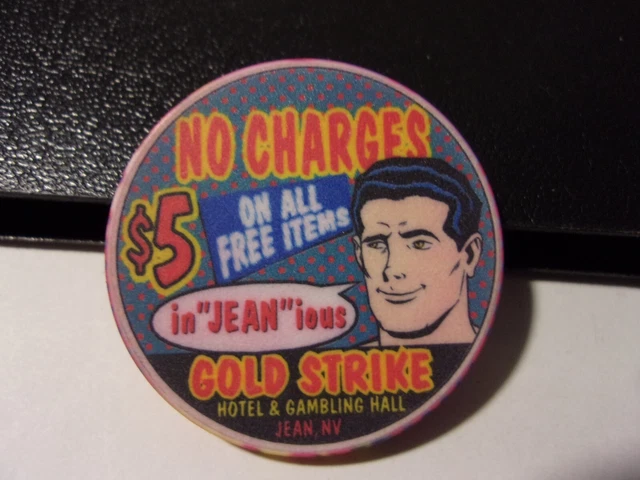 NO CHARGES
$5
ON ALL
FREE ITEMS
in"JEAN"ious
GOLD STRIKE
HOTEL & GAMBLING HALL
JEAN, NV